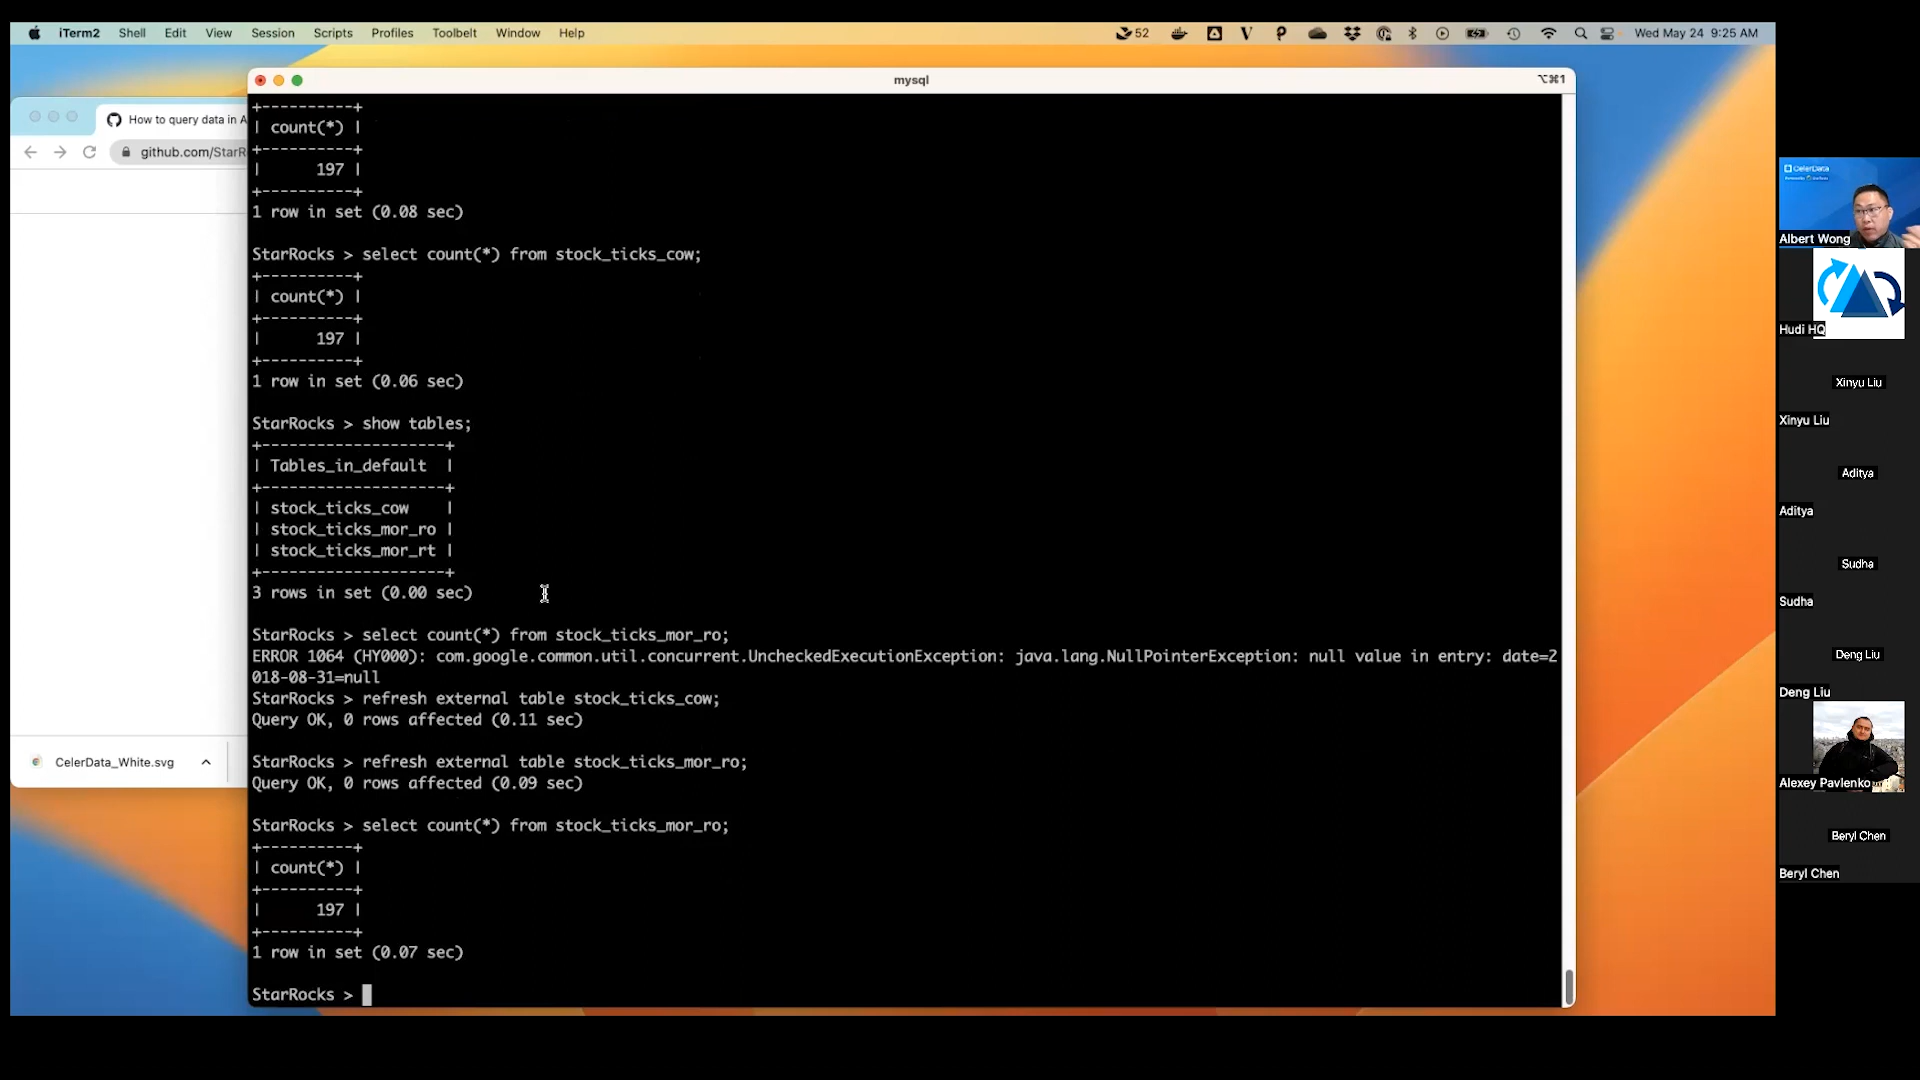 iTerm2 Shell Edit View Session Scripts Profiles Toolbelt Window Help 52 Wed May 24 9:25 AM
mysql ⌥⌘1
How to query data in A
github.com/StarR
+----------+
| count(*) |
+----------+
|      197 |
+----------+
1 row in set (0.08 sec)
StarRocks > select count(*) from stock_ticks_cow;
+----------+
| count(*) |
+----------+
|      197 |
+----------+
1 row in set (0.06 sec)
StarRocks > show tables;
+--------------------+
| Tables_in_default  |
+--------------------+
| stock_ticks_cow    |
| stock_ticks_mor_ro |
| stock_ticks_mor_rt |
+--------------------+
3 rows in set (0.00 sec)
StarRocks > select count(*) from stock_ticks_mor_ro;
ERROR 1064 (HY000): com.google.common.util.concurrent.UncheckedExecutionException: java.lang.NullPointerException: null value in entry: date=2
018-08-31=null
StarRocks > refresh external table stock_ticks_cow;
Query OK, 0 rows affected (0.11 sec)
StarRocks > refresh external table stock_ticks_mor_ro;
Query OK, 0 rows affected (0.09 sec)
StarRocks > select count(*) from stock_ticks_mor_ro;
+----------+
| count(*) |
+----------+
|      197 |
+----------+
1 row in set (0.07 sec)
StarRocks >
CelerData_White.svg
CelerData
Albert Wong
Hudi HQ
Xinyu Liu
Xinyu Liu
Aditya
Aditya
Sudha
Sudha
Deng Liu
Deng Liu
Alexey Pavlenko
Beryl Chen
Beryl Chen